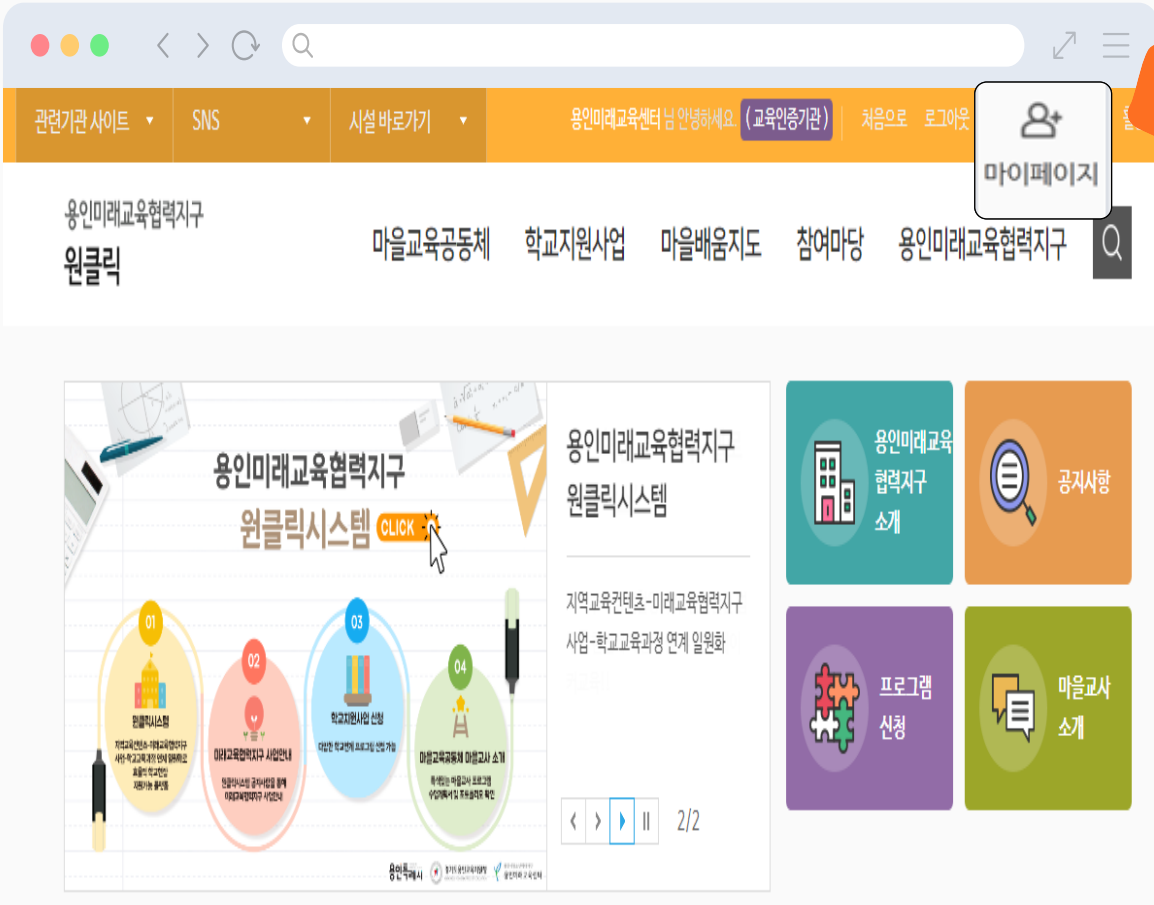 관련기관 사이트
SNS
시설 바로가기
용인미래교육센터 님 안녕하세요. (교육인증기관)
처음으로
로그아웃
마이페이지
용인미래교육협력지구
원클릭
마을교육공동체
학교지원사업
마을배움지도
참여마당
용인미래교육협력지구
용인미래교육협력지구
원클릭시스템 CLICK
01
원클릭시스템
02
미래교육협력지구 사업안내
03
학교지원사업 신청
04
마을교육공동체 마을교사 소개
용인특례시
용인미래교육협력지구
원클릭시스템
지역교육컨텐츠-미래교육협력지구
사업-학교교육과정 연계 일원화
2/2
용인미래교육
협력지구
소개
공지사항
프로그램
신청
마을교사
소개